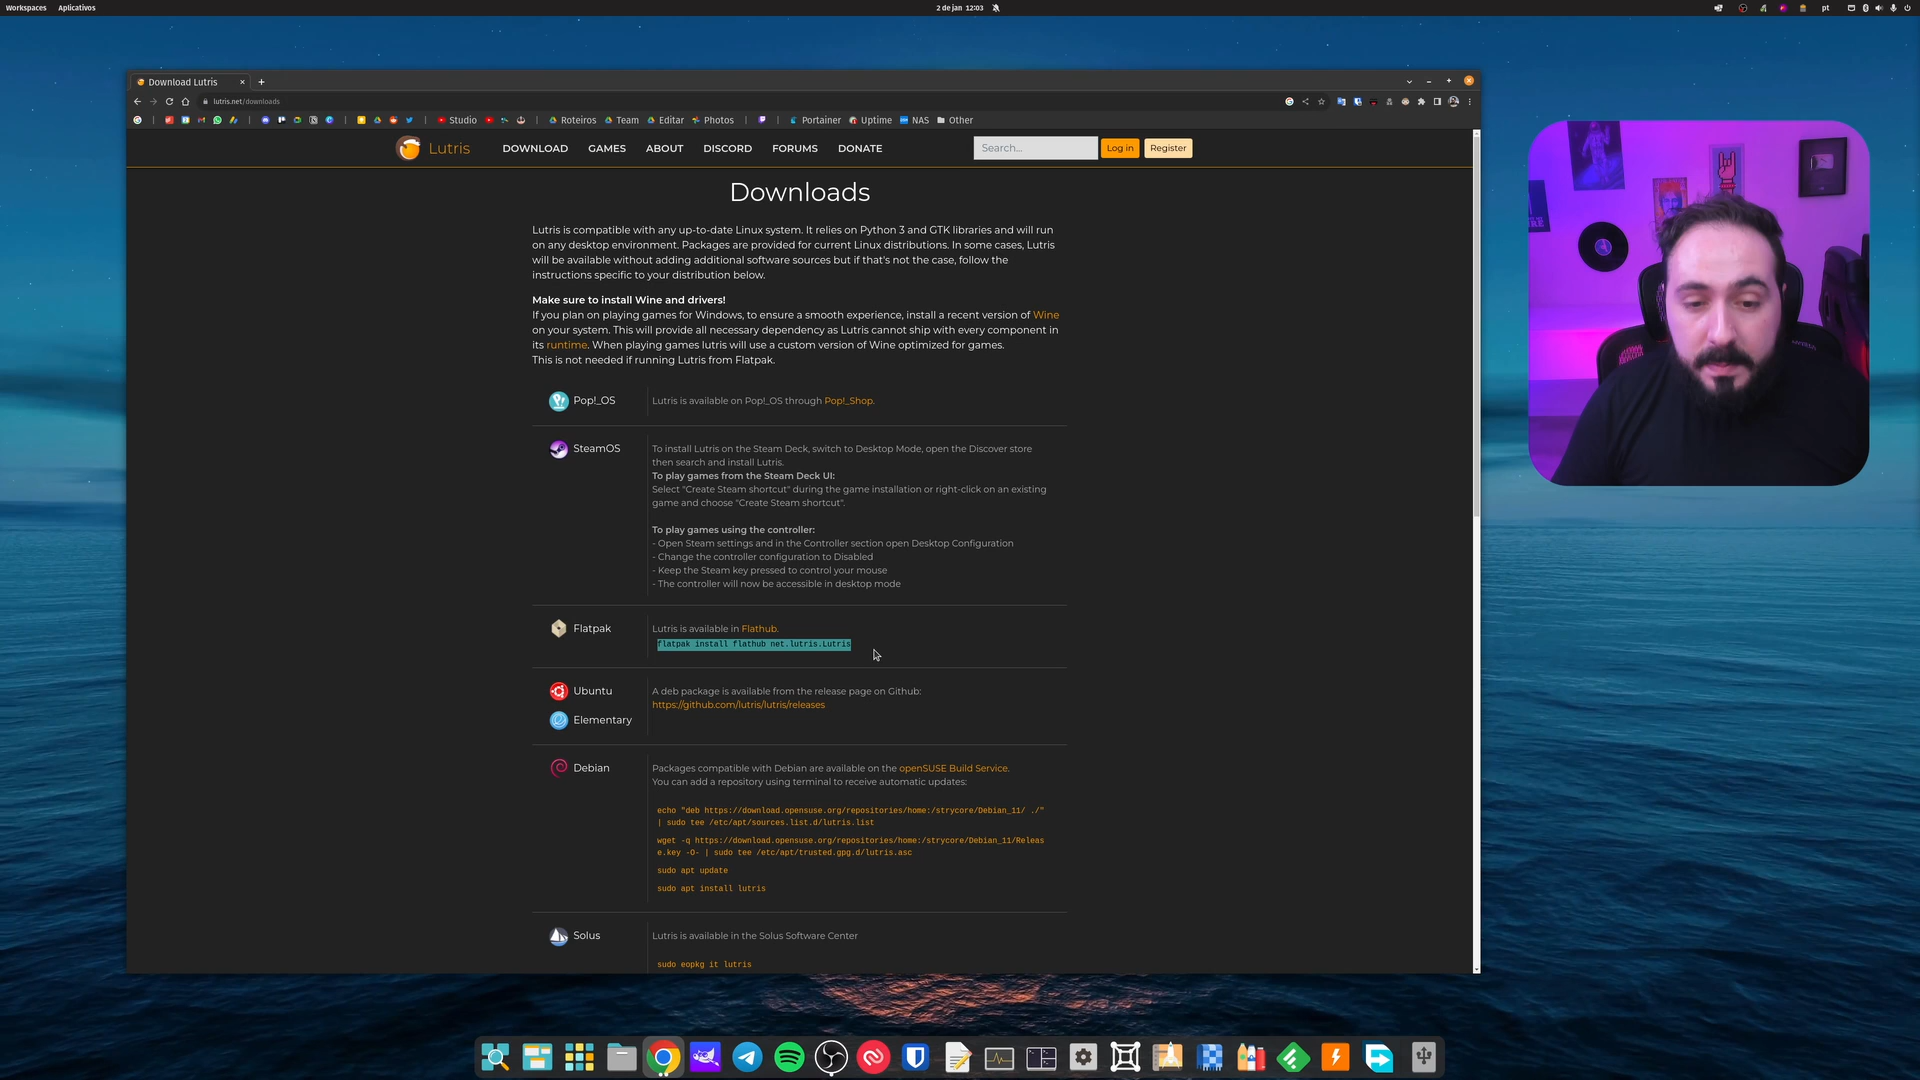 Workspaces Aplicativos 2 de jan 12:03 pt
Download Lutris
lutris.net/downloads
Studio Roteiros Team Editar Photos Portainer Uptime NAS Other
Lutris DOWNLOAD GAMES ABOUT DISCORD FORUMS DONATE Search... Log in Register
Downloads
Lutris is compatible with any up-to-date Linux system. It relies on Python 3 and GTK libraries and will run
on any desktop environment. Packages are provided for current Linux distributions. In some cases, Lutris
will be available without adding additional software sources but if that's not the case, follow the
instructions specific to your distribution below.
Make sure to install Wine and drivers!
If you plan on playing games for Windows, to ensure a smooth experience, install a recent version of Wine
on your system. This will provide all necessary dependency as Lutris cannot ship with every component in
its runtime. When playing games lutris will use a custom version of Wine optimized for games.
This is not needed if running Lutris from Flatpak.
Pop!_OS Lutris is available on Pop!_OS through Pop!_Shop.
SteamOS To install Lutris on the Steam Deck, switch to Desktop Mode, open the Discover store
then search and install Lutris.
To play games from the Steam Deck UI:
Select "Create Steam shortcut" during the game installation or right-click on an existing
game and choose "Create Steam shortcut".
To play games using the controller:
- Open Steam settings and in the Controller section open Desktop Configuration
- Change the controller configuration to Disabled
- Keep the Steam key pressed to control your mouse
- The controller will now be accessible in desktop mode
Flatpak Lutris is available in Flathub.
flatpak install flathub net.lutris.Lutris
Ubuntu A deb package is available from the release page on Github:
https://github.com/lutris/lutris/releases
Elementary
Debian Packages compatible with Debian are available on the openSUSE Build Service.
You can add a repository using terminal to receive automatic updates:
echo "deb https://download.opensuse.org/repositories/home:/strycore/Debian_11/ ./"
| sudo tee /etc/apt/sources.list.d/lutris.list
wget -q https://download.opensuse.org/repositories/home:/strycore/Debian_11/Releas
e.key -O- | sudo tee /etc/apt/trusted.gpg.d/lutris.asc
sudo apt update
sudo apt install lutris
Solus Lutris is available in the Solus Software Center
sudo eopkg it lutris